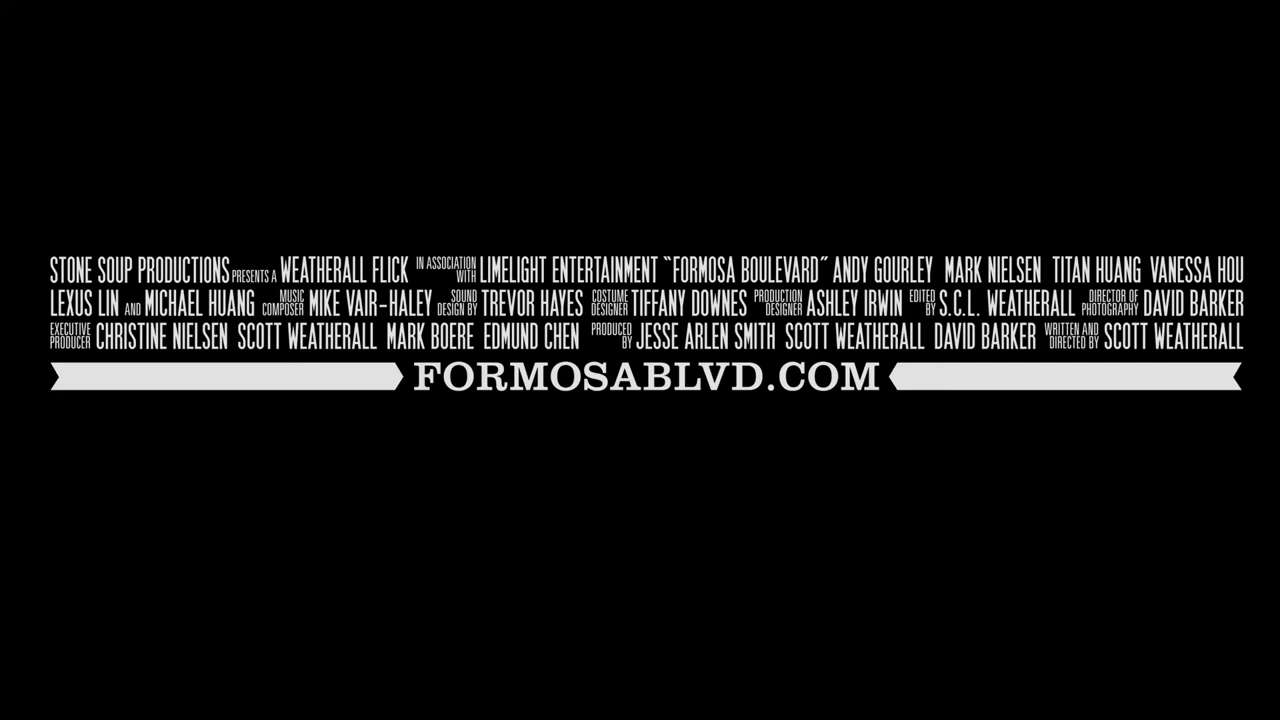 STONE SOUP PRODUCTIONS PRESENTS A WEATHERALL FLICK IN ASSOCIATION WITH LIMELIGHT ENTERTAINMENT “FORMOSA BOULEVARD” ANDY GOURLEY MARK NIELSEN TITAN HUANG VANESSA HOU
LEXUS LIN AND MICHAEL HUANG MUSIC COMPOSER MIKE VAIR-HALEY SOUND DESIGN BY TREVOR HAYES COSTUME DESIGNER TIFFANY DOWNES PRODUCTION DESIGNER ASHLEY IRWIN EDITED BY S.C.L. WEATHERALL DIRECTOR OF PHOTOGRAPHY DAVID BARKER
EXECUTIVE PRODUCER CHRISTINE NIELSEN SCOTT WEATHERALL MARK BOERE EDMUND CHEN PRODUCED BY JESSE ARLEN SMITH SCOTT WEATHERALL DAVID BARKER WRITTEN AND DIRECTED BY SCOTT WEATHERALL
FORMOSABLVD.COM